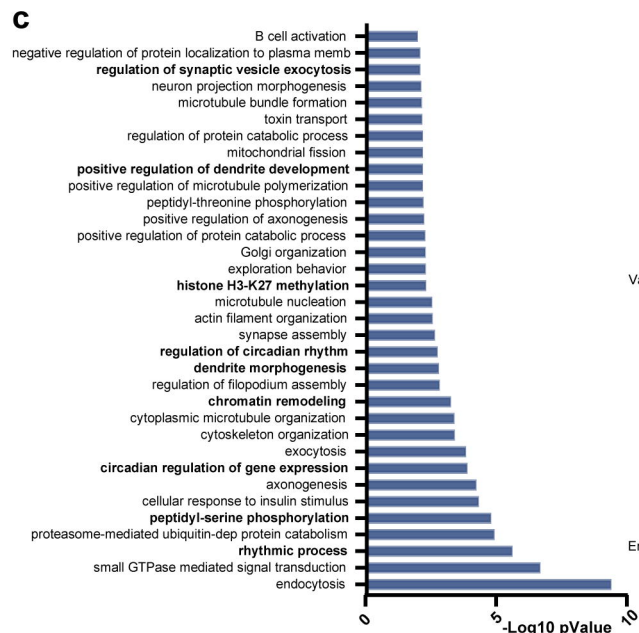 C
B cell activation
negative regulation of protein localization to plasma memb
regulation of synaptic vesicle exocytosis
neuron projection morphogenesis
microtubule bundle formation
toxin transport
regulation of protein catabolic process
mitochondrial fission
positive regulation of dendrite development
positive regulation of microtubule polymerization
peptidyl-threonine phosphorylation
positive regulation of axonogenesis
positive regulation of protein catabolic process
Golgi organization
exploration behavior
histone H3-K27 methylation
microtubule nucleation
actin filament organization
synapse assembly
regulation of circadian rhythm
dendrite morphogenesis
regulation of filopodium assembly
chromatin remodeling
cytoplasmic microtubule organization
cytoskeleton organization
exocytosis
circadian regulation of gene expression
axonogenesis
cellular response to insulin stimulus
peptidyl-serine phosphorylation
proteasome-mediated ubiquitin-dep protein catabolism
rhythmic process
small GTPase mediated signal transduction
endocytosis
0 5 10
-Log10 pValue